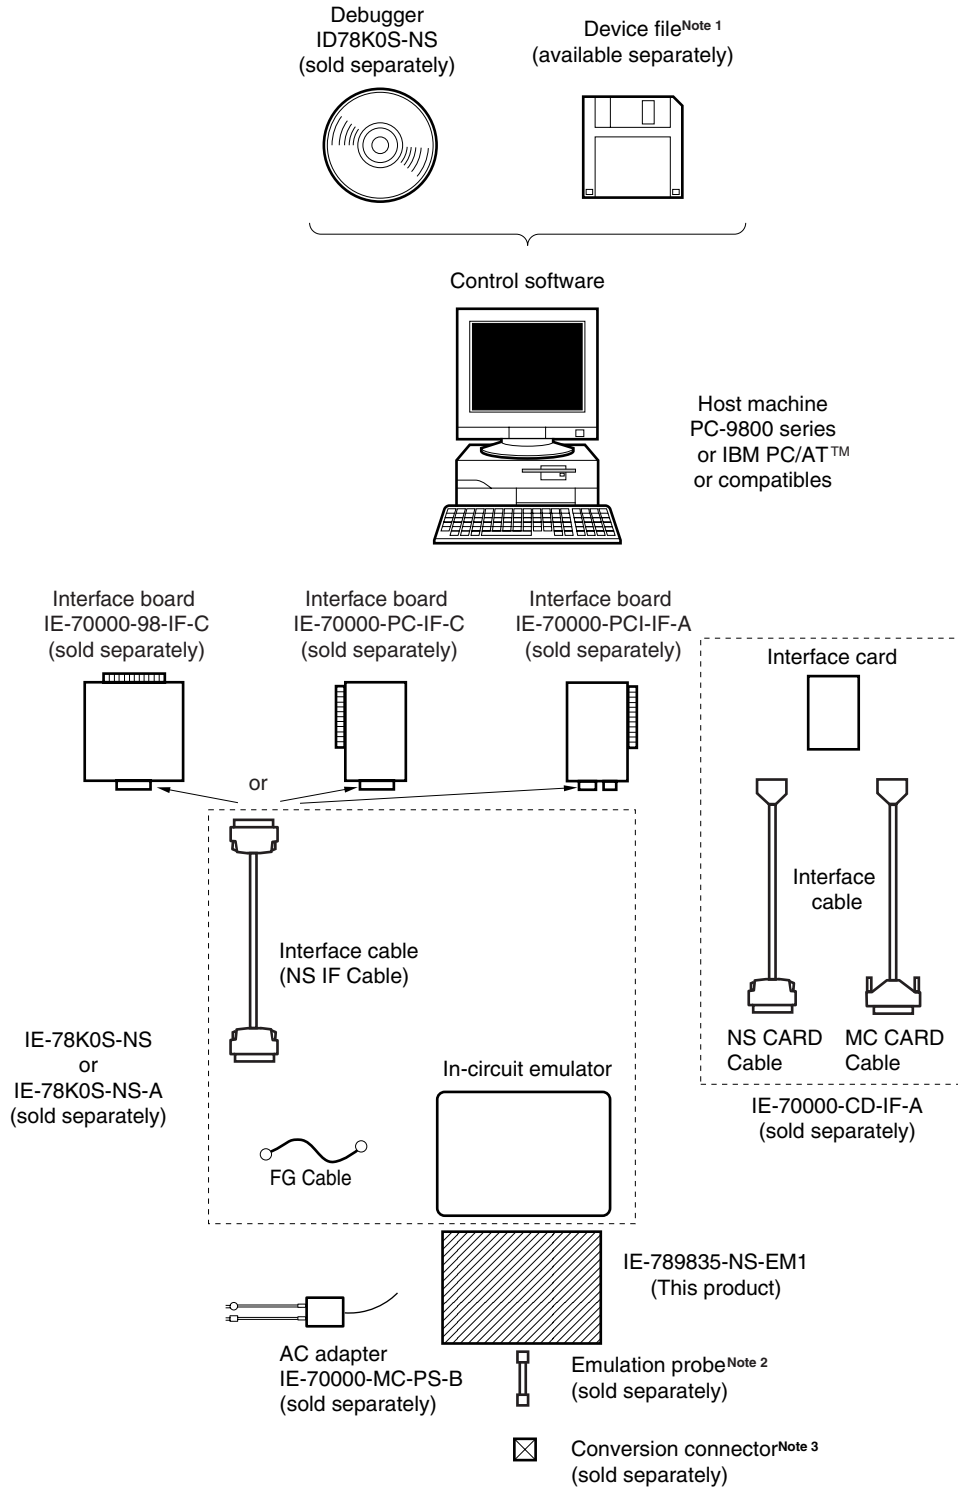 Debugger
ID78K0S-NS
(sold separately)
Device fileNote 1
(available separately)
Control software
Host machine
PC-9800 series
or IBM PC/AT™
or compatibles
Interface board
IE-70000-98-IF-C
(sold separately)
Interface board
IE-70000-PC-IF-C
(sold separately)
Interface board
IE-70000-PCI-IF-A
(sold separately)
Interface card
or
Interface
cable
Interface cable
(NS IF Cable)
NS CARD
Cable
MC CARD
Cable
IE-78K0S-NS
or
IE-78K0S-NS-A
(sold separately)
In-circuit emulator
IE-70000-CD-IF-A
(sold separately)
FG Cable
IE-789835-NS-EM1
(This product)
AC adapter
IE-70000-MC-PS-B
(sold separately)
Emulation probeNote 2
(sold separately)
Conversion connectorNote 3
(sold separately)